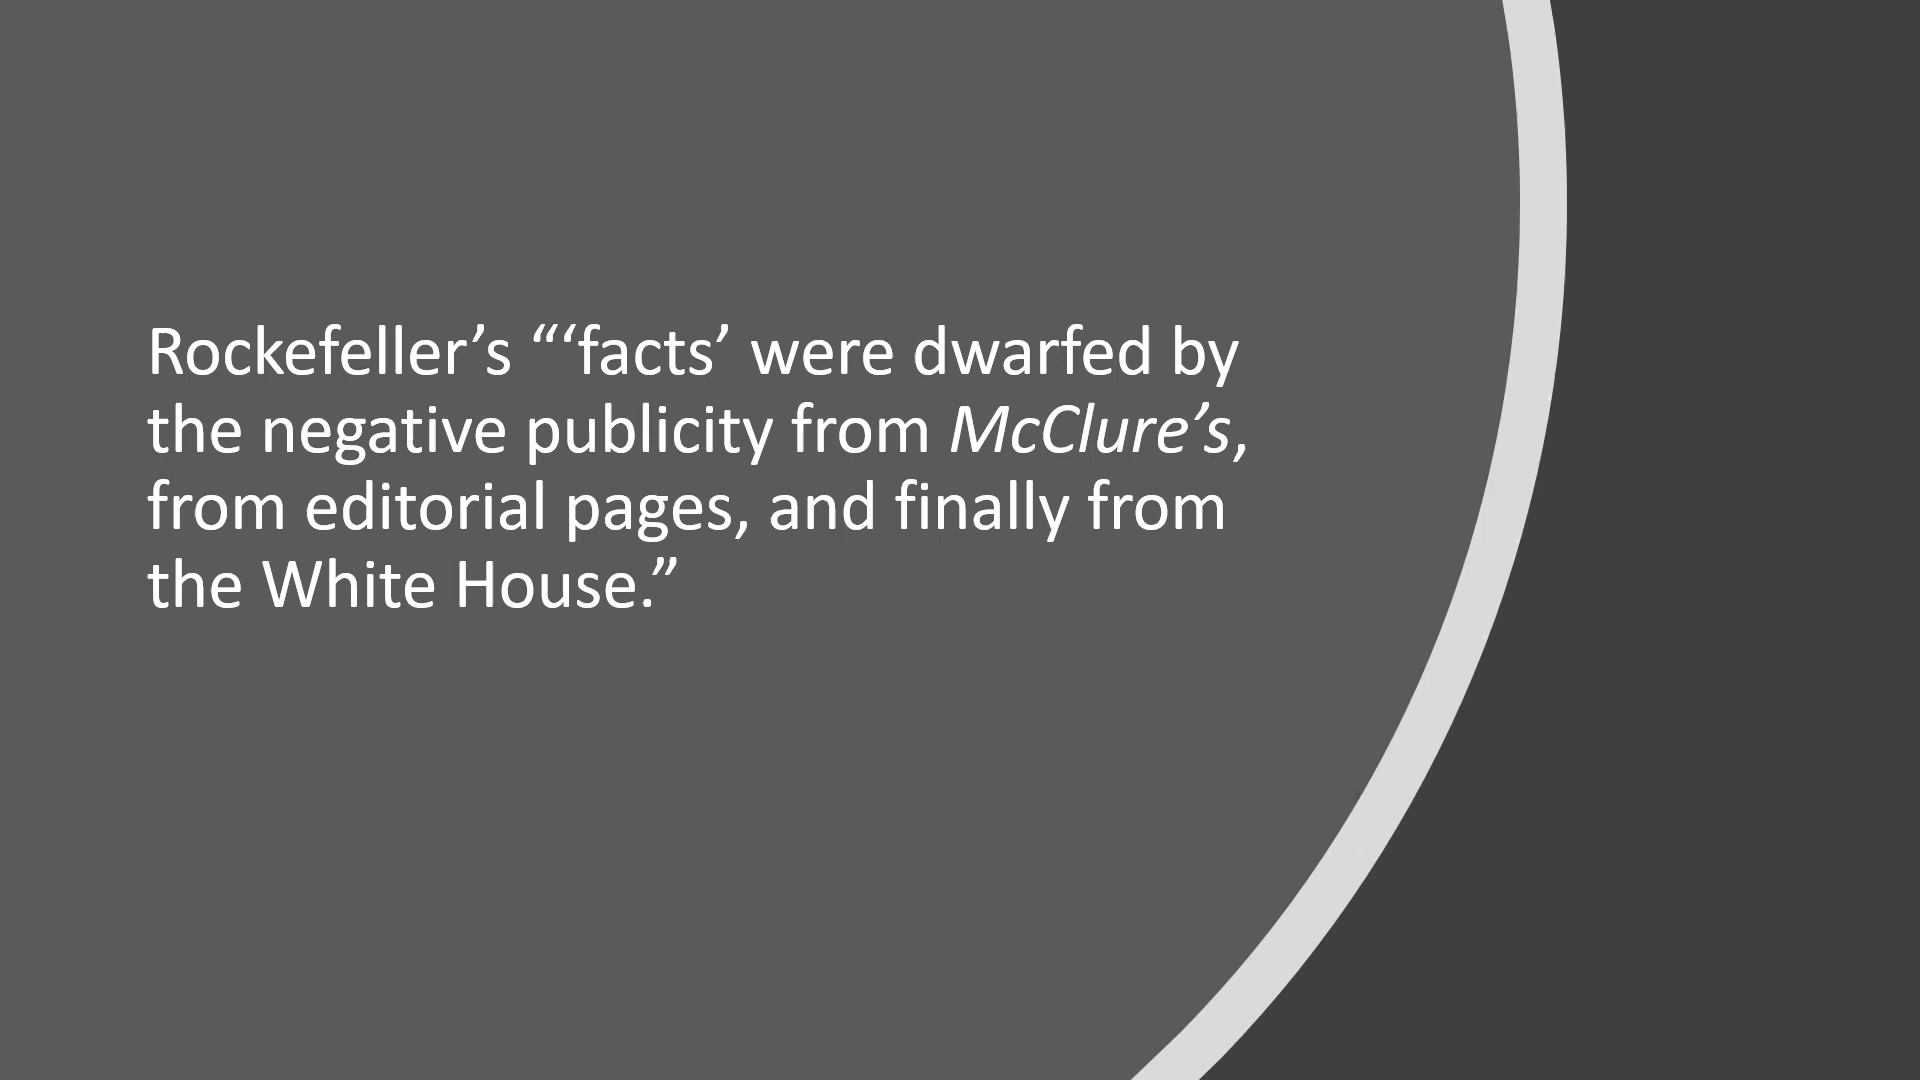 Rockefeller’s “‘facts’ were dwarfed by
the negative publicity from McClure’s,
from editorial pages, and finally from
the White House.”